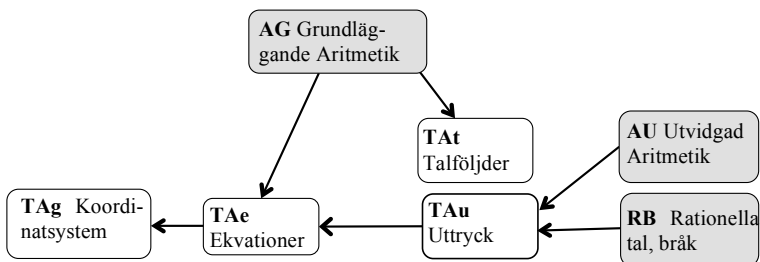 AG Grundläg-
gande Aritmetik
TAt
Talföljder
AU Utvidgad
Aritmetik
TAg Koordi-
natsystem
TAe
Ekvationer
TAu
Uttryck
RB Rationella
tal, bråk